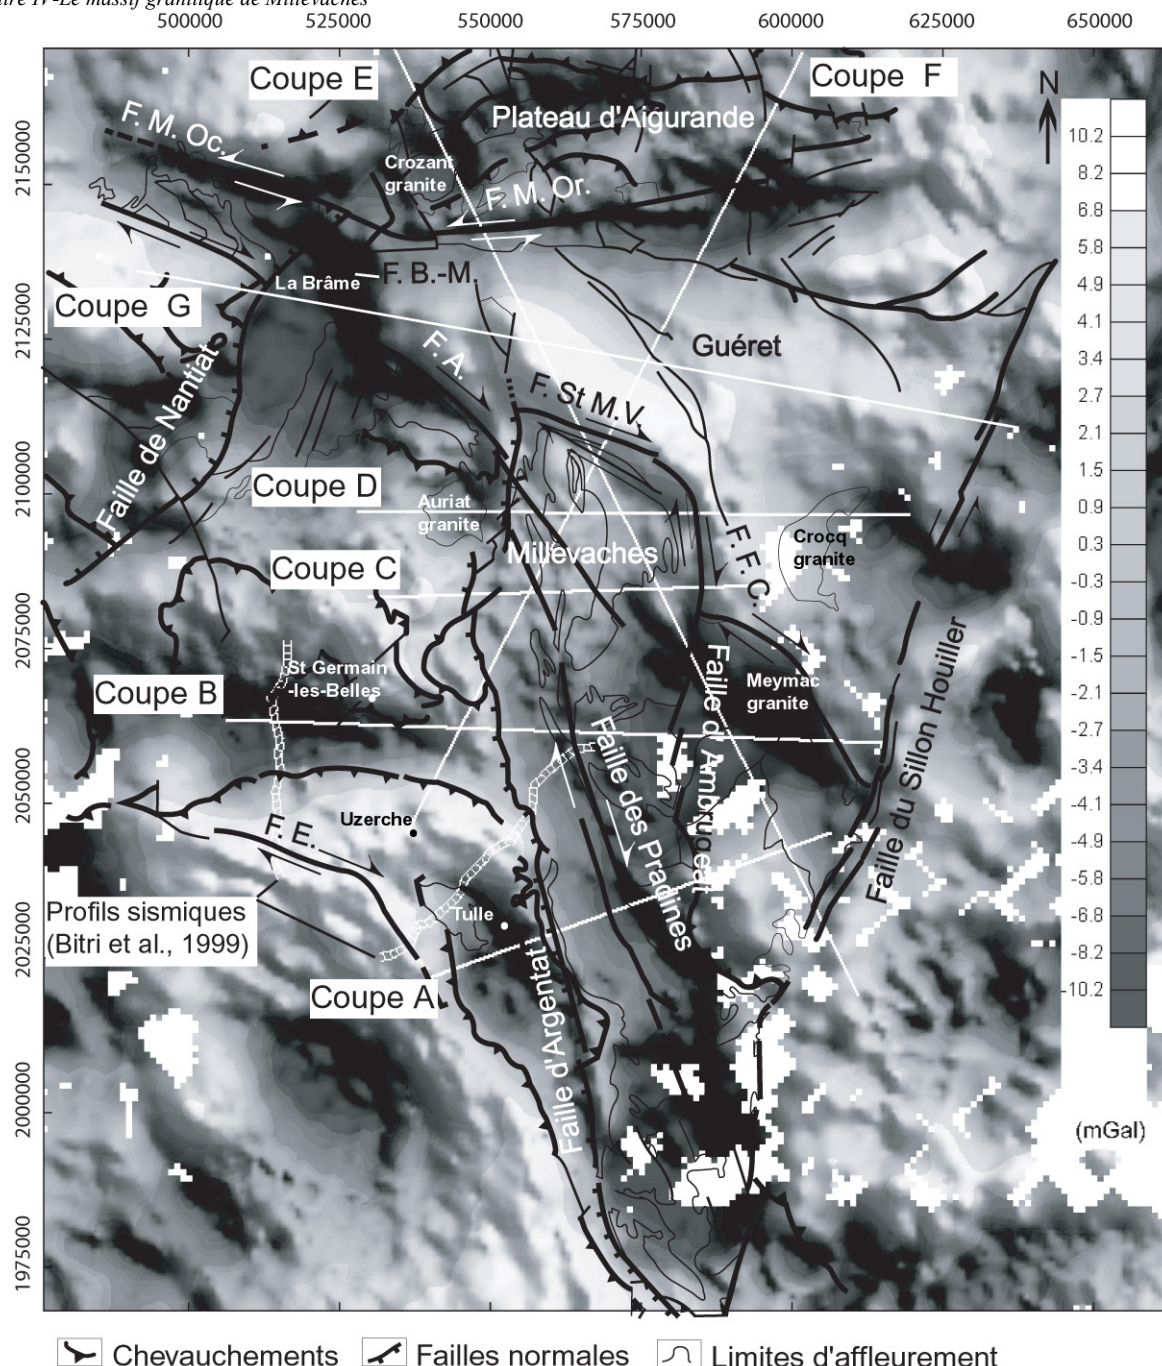 IV-Le massif granitique de Millevaches
500000 525000 550000 575000 600000 625000 650000
Coupe E
Coupe F
N
F. M. Oc.
Plateau d'Aigurande
Crozant
granite
F. M. Or.
La Brâme
F. B.-M.
Coupe G
Guéret
F. A.
F. St M.V.
Faille de Nantiat
Coupe D
Auriat
granite
Millevaches
F. F. C.
Crocq
granite
Coupe C
St Germain
-les-Belles
Coupe B
Meymac
granite
Faille d'Ambrugeat
Faille des Pradines
Faille du Sillon Houiller
Uzerche
F. E.
Profils sismiques
(Bitri et al., 1999)
Tulle
Coupe A
Faille d'Argentat
2150000
2125000
2100000
2075000
2050000
2025000
2000000
1975000
10.2
8.2
6.8
5.8
4.9
4.1
3.4
2.7
2.1
1.5
0.9
0.3
-0.3
-0.9
-1.5
-2.1
-2.7
-3.4
-4.1
-4.9
-5.8
-6.8
-8.2
-10.2
(mGal)
Chevauchements Failles normales Limites d'affleurement